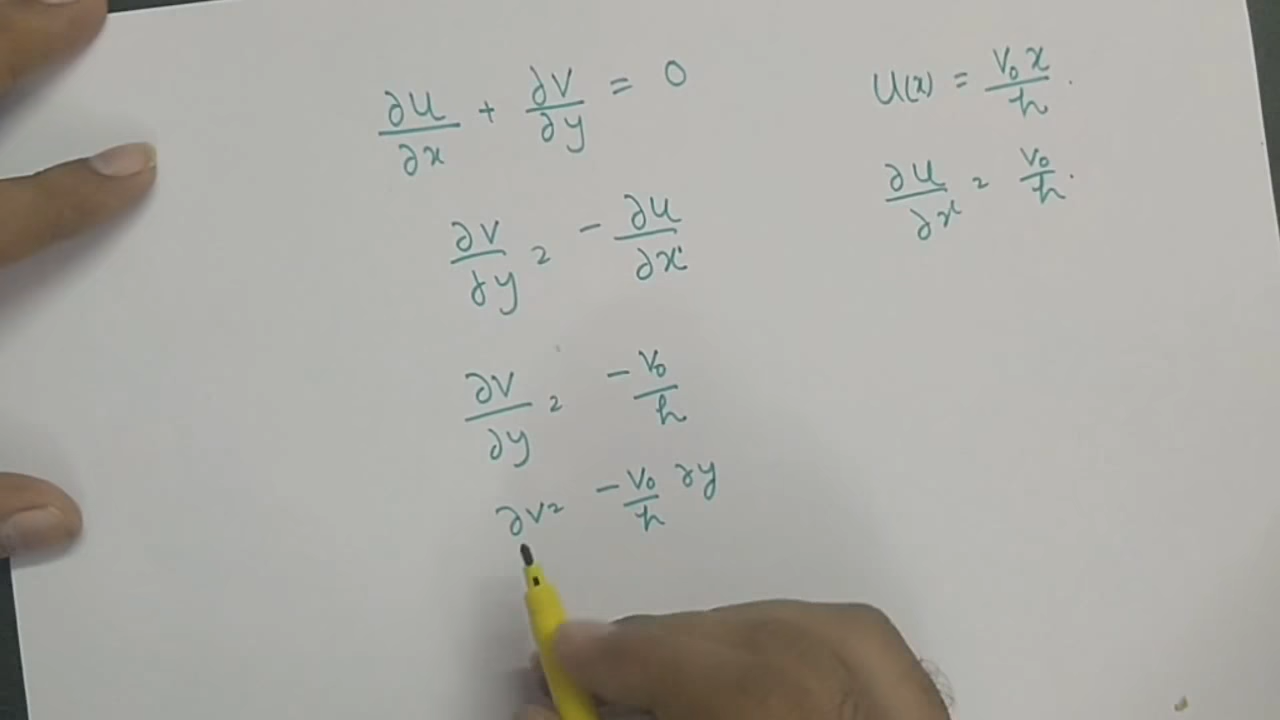 ∂u/∂x + ∂v/∂y = 0
∂v/∂y = - ∂u/∂x
∂v/∂y = -V₀/h
∂v = -V₀/h ∂y
u(x) = V₀x/h.
∂u/∂x = V₀/h.